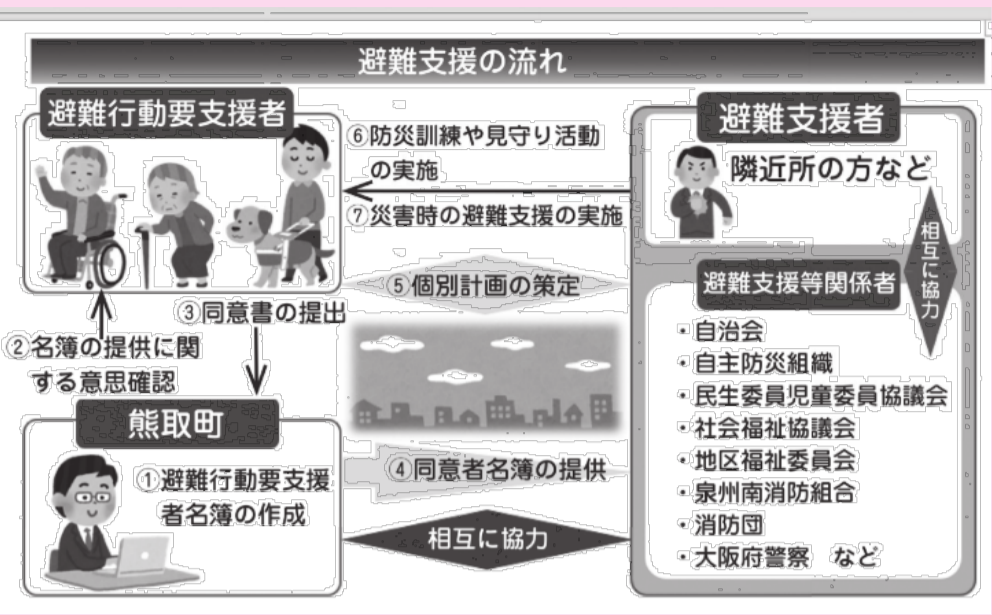 避難支援の流れ
避難行動要支援者
⑥防災訓練や見守り活動
の実施
⑦災害時の避難支援の実施
避難支援者
隣近所の方など
相互に協力
避難支援等関係者
・自治会
・自主防災組織
・民生委員児童委員協議会
・社会福祉協議会
・地区福祉委員会
・泉州南消防組合
・消防団
・大阪府警察　など
⑤個別計画の策定
③同意書の提出
②名簿の提供に関
する意思確認
熊取町
①避難行動要支援
者名簿の作成
④同意者名簿の提供
相互に協力